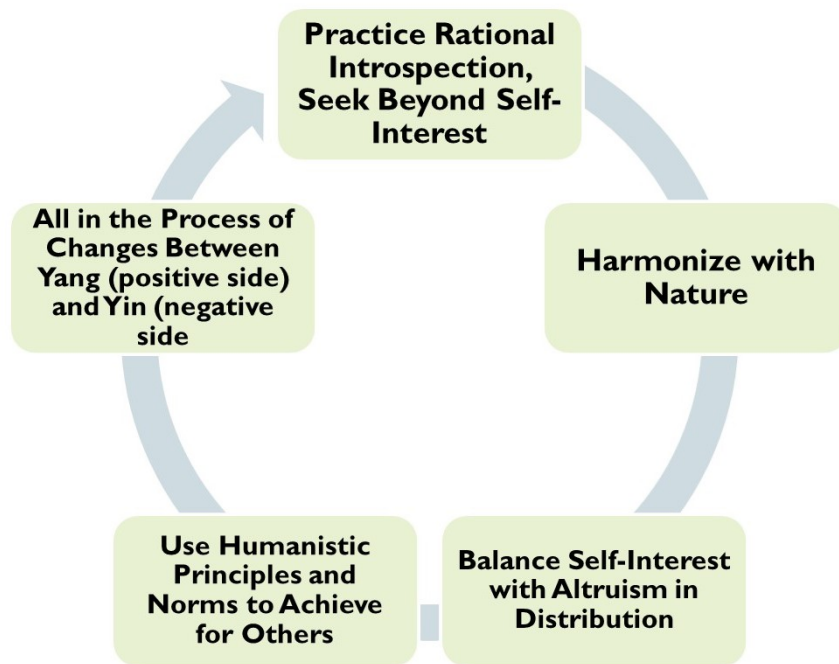 Practice Rational
Introspection,
Seek Beyond Self-
Interest
Harmonize with
Nature
Balance Self-Interest
with Altruism in
Distribution
Use Humanistic
Principles and
Norms to Achieve
for Others
All in the Process of
Changes Between
Yang (positive side)
and Yin (negative
side